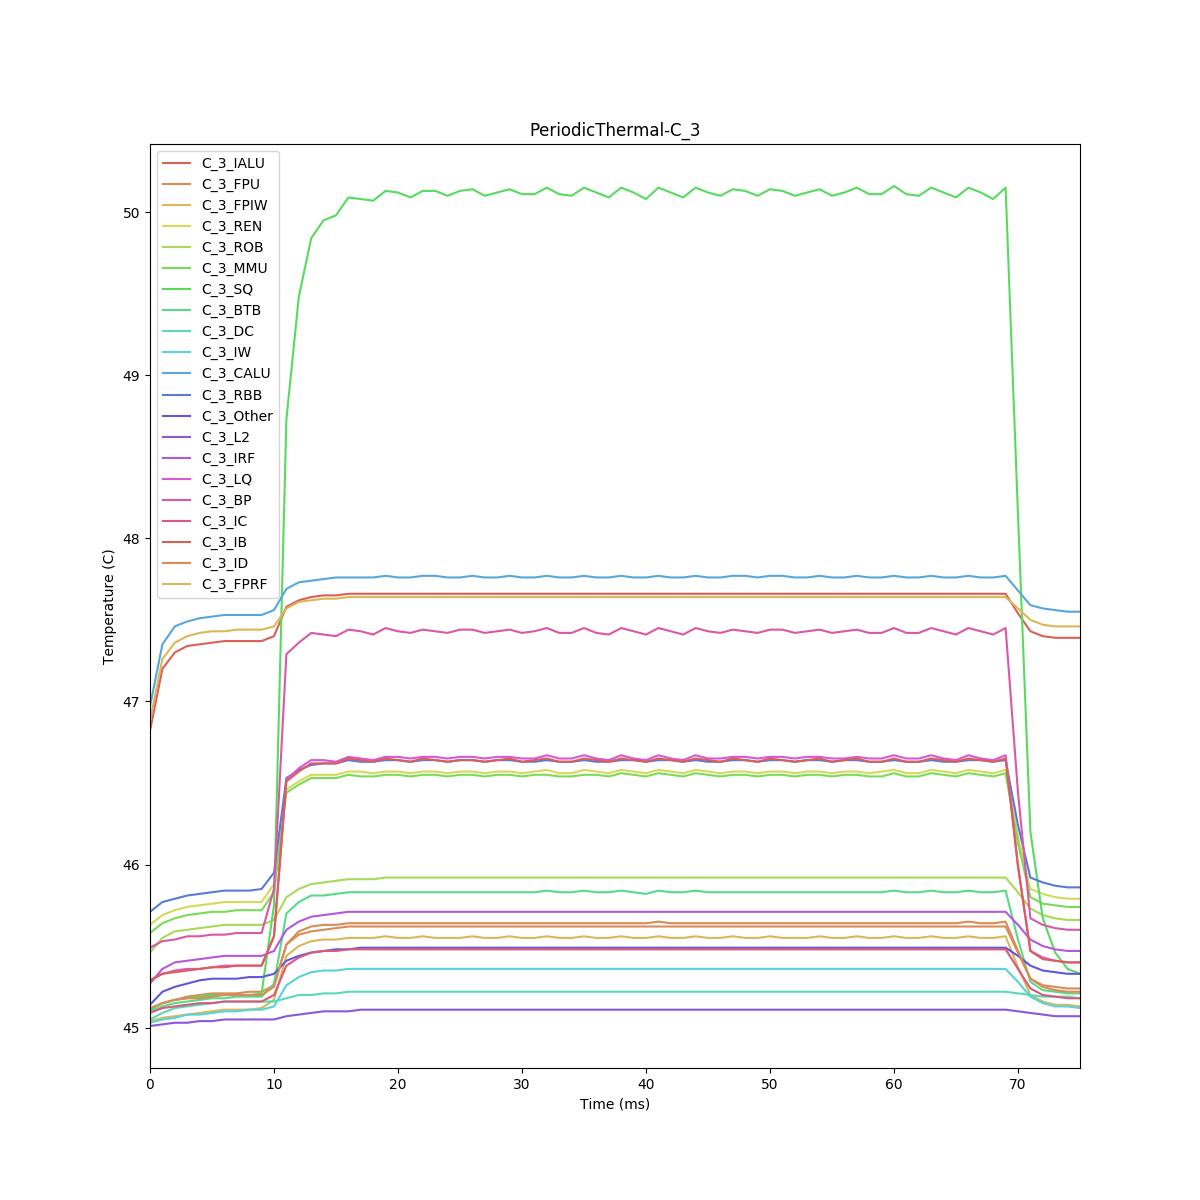 PeriodicThermal-C_3
C_3_IALU
C_3_FPU
C_3_FPIW
C_3_REN
C_3_ROB
C_3_MMU
C_3_SQ
C_3_BTB
C_3_DC
C_3_IW
C_3_CALU
C_3_RBB
C_3_Other
C_3_L2
C_3_IRF
C_3_LQ
C_3_BP
C_3_IC
C_3_IB
C_3_ID
C_3_FPRF
50
49
48
47
46
45
Temperature (C)
0 10 20 30 40 50 60 70
Time (ms)